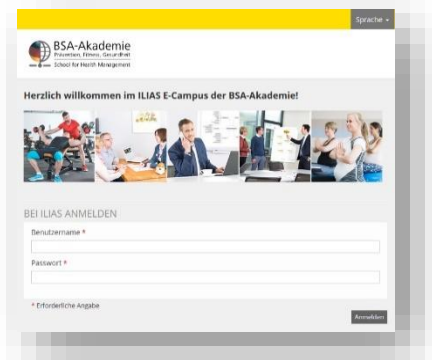 Sprache
BSA-Akademie
Prävention, Fitness, Gesundheit
School for Health Management
Herzlich willkommen im ILIAS E-Campus der BSA-Akademie!
BEI ILIAS ANMELDEN
Benutzername *
Passwort *
* Erforderliche Angabe
Anmelden